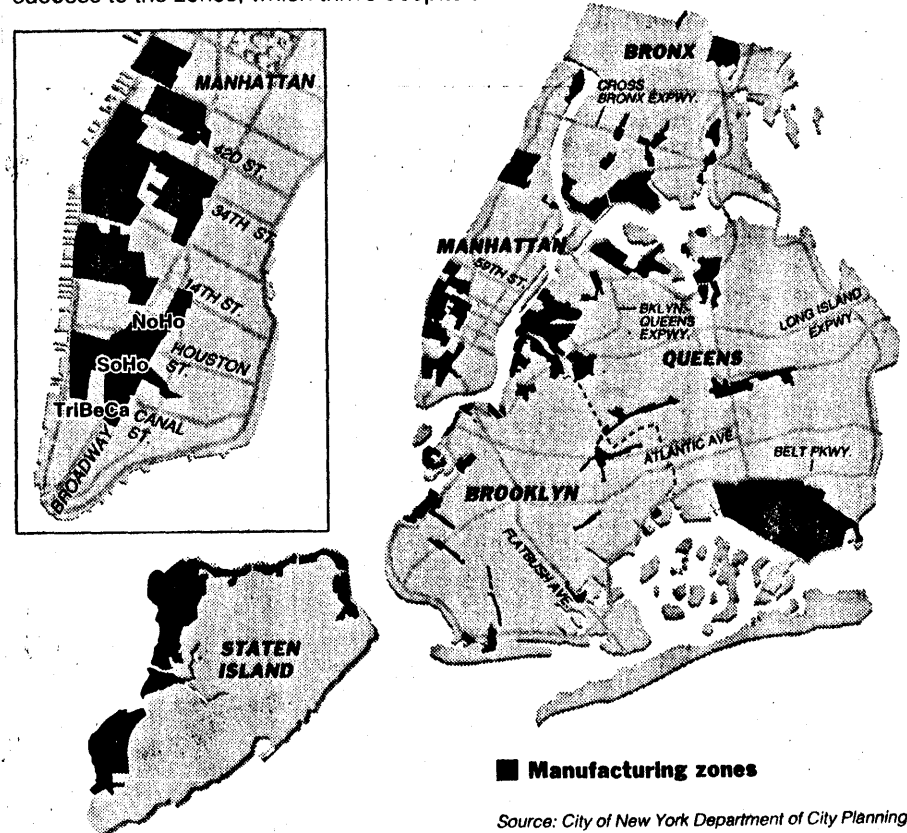 MANHATTAN
42D ST.
34TH ST.
14TH ST.
NoHo
SoHo
HOUSTON
ST.
TriBeCa
CANAL
ST.
BROADWAY
BRONX
CROSS
BRONX EXPWY.
MANHATTAN
59TH ST.
BKLYN.
QUEENS
EXPWY.
LONG ISLAND
EXPWY.
QUEENS
ATLANTIC AVE.
BELT PKWY.
BROOKLYN
FLATBUSH AVE.
STATEN
ISLAND
Manufacturing zones
Source: City of New York Department of City Planning